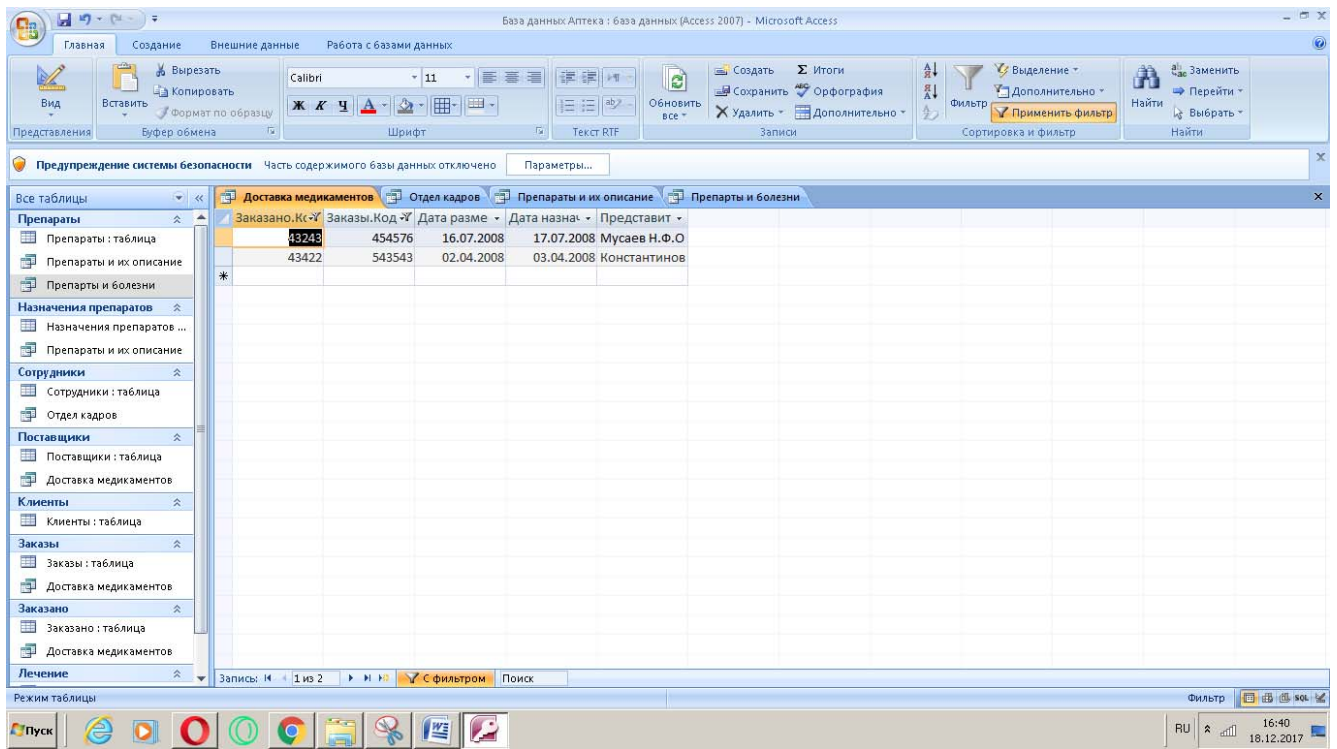 База данных Аптека : база данных (Access 2007) - Microsoft Access
Главная Создание Внешние данные Работа с базами данных
Вид
Представления
Вставить
Вырезать
Копировать
Формат по образцу
Буфер обмена
Calibri 11
Ж К Ч А
Шрифт
ab
Текст RTF
Обновить все
Создать
Сохранить
Удалить
Σ Итоги
Орфография
Дополнительно
Записи
Фильтр
Выделение
Дополнительно
Применить фильтр
Сортировка и фильтр
Найти
Заменить
Перейти
Выбрать
Найти
Предупреждение системы безопасности Часть содержимого базы данных отключено Параметры...
Все таблицы
Препараты
Препараты : таблица
Препараты и их описание
Препарты и болезни
Назначения препаратов
Назначения препаратов ...
Препараты и их описание
Сотрудники
Сотрудники : таблица
Отдел кадров
Поставщики
Поставщики : таблица
Доставка медикаментов
Клиенты
Клиенты : таблица
Заказы
Заказы : таблица
Доставка медикаментов
Заказано
Заказано : таблица
Доставка медикаментов
Лечение
Доставка медикаментов Отдел кадров Препараты и их описание Препарты и болезни
Заказано.Кс Заказы.Код Дата разме Дата назнач Представит
43243 454576 16.07.2008 17.07.2008 Мусаев Н.Ф.О
43422 543543 02.04.2008 03.04.2008 Константинов
Запись: 1 из 2 С фильтром Поиск
Режим таблицы Фильтр SQL
Пуск RU 16:40
18.12.2017